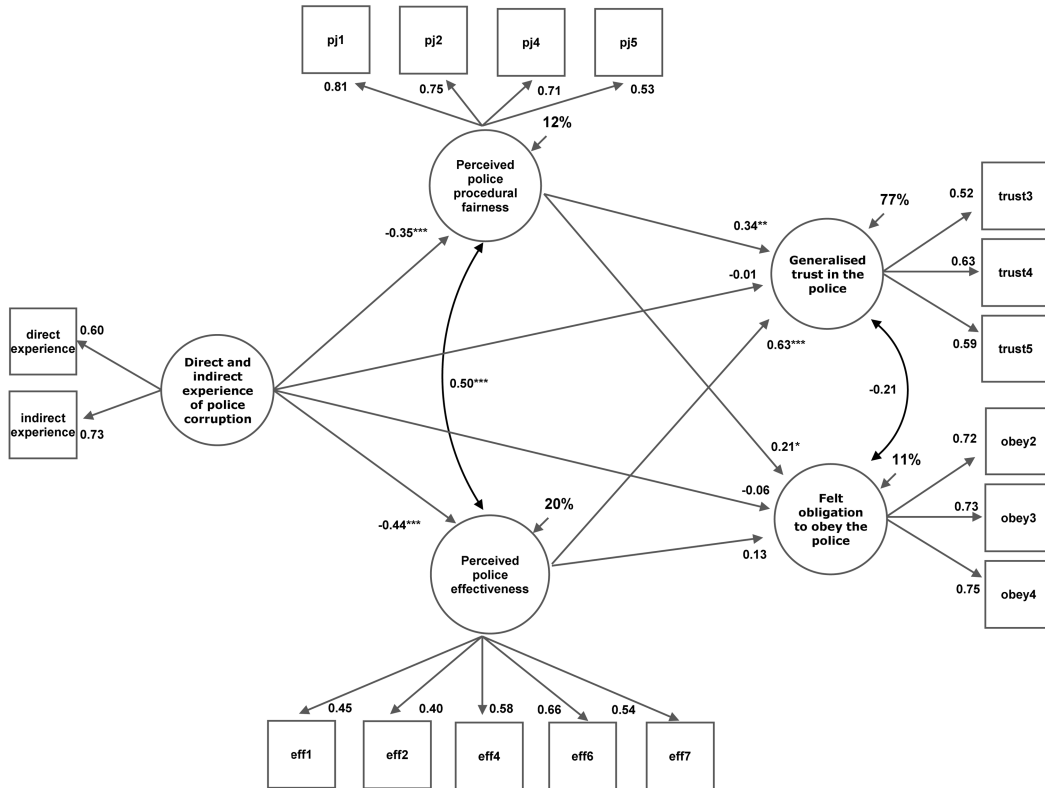 pj1
pj2
pj4
pj5
0.81
0.75
0.71
0.53
12%
Perceived
police
procedural
fairness
-0.35***
0.34**
77%
Generalised
trust in the
police
-0.01
0.63***
0.52
0.63
0.59
trust3
trust4
trust5
direct
experience
0.60
indirect
experience
0.73
Direct and
indirect
experience
of police
corruption
0.50***
-0.21
0.21*
-0.06
11%
Felt
obligation
to obey the
police
0.13
0.72
0.73
0.75
obey2
obey3
obey4
-0.44***
20%
Perceived
police
effectiveness
0.45
0.40
0.58
0.66
0.54
eff1
eff2
eff4
eff6
eff7